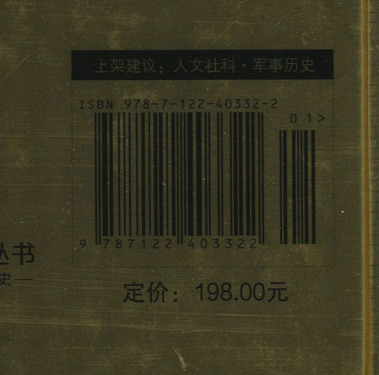 上架建议：人文社科·军事历史
ISBN 978-7-122-40332-2
01>
9 787122 403322
丛书
史—
定价：198.00元